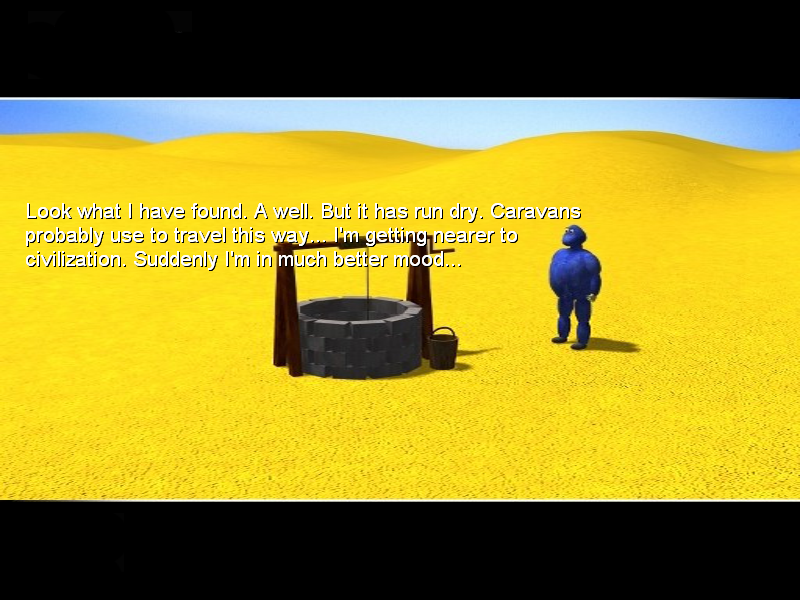 Look what I have found. A well. But it has run dry. Caravans
probably use to travel this way... I'm getting nearer to
civilization. Suddenly I'm in much better mood...